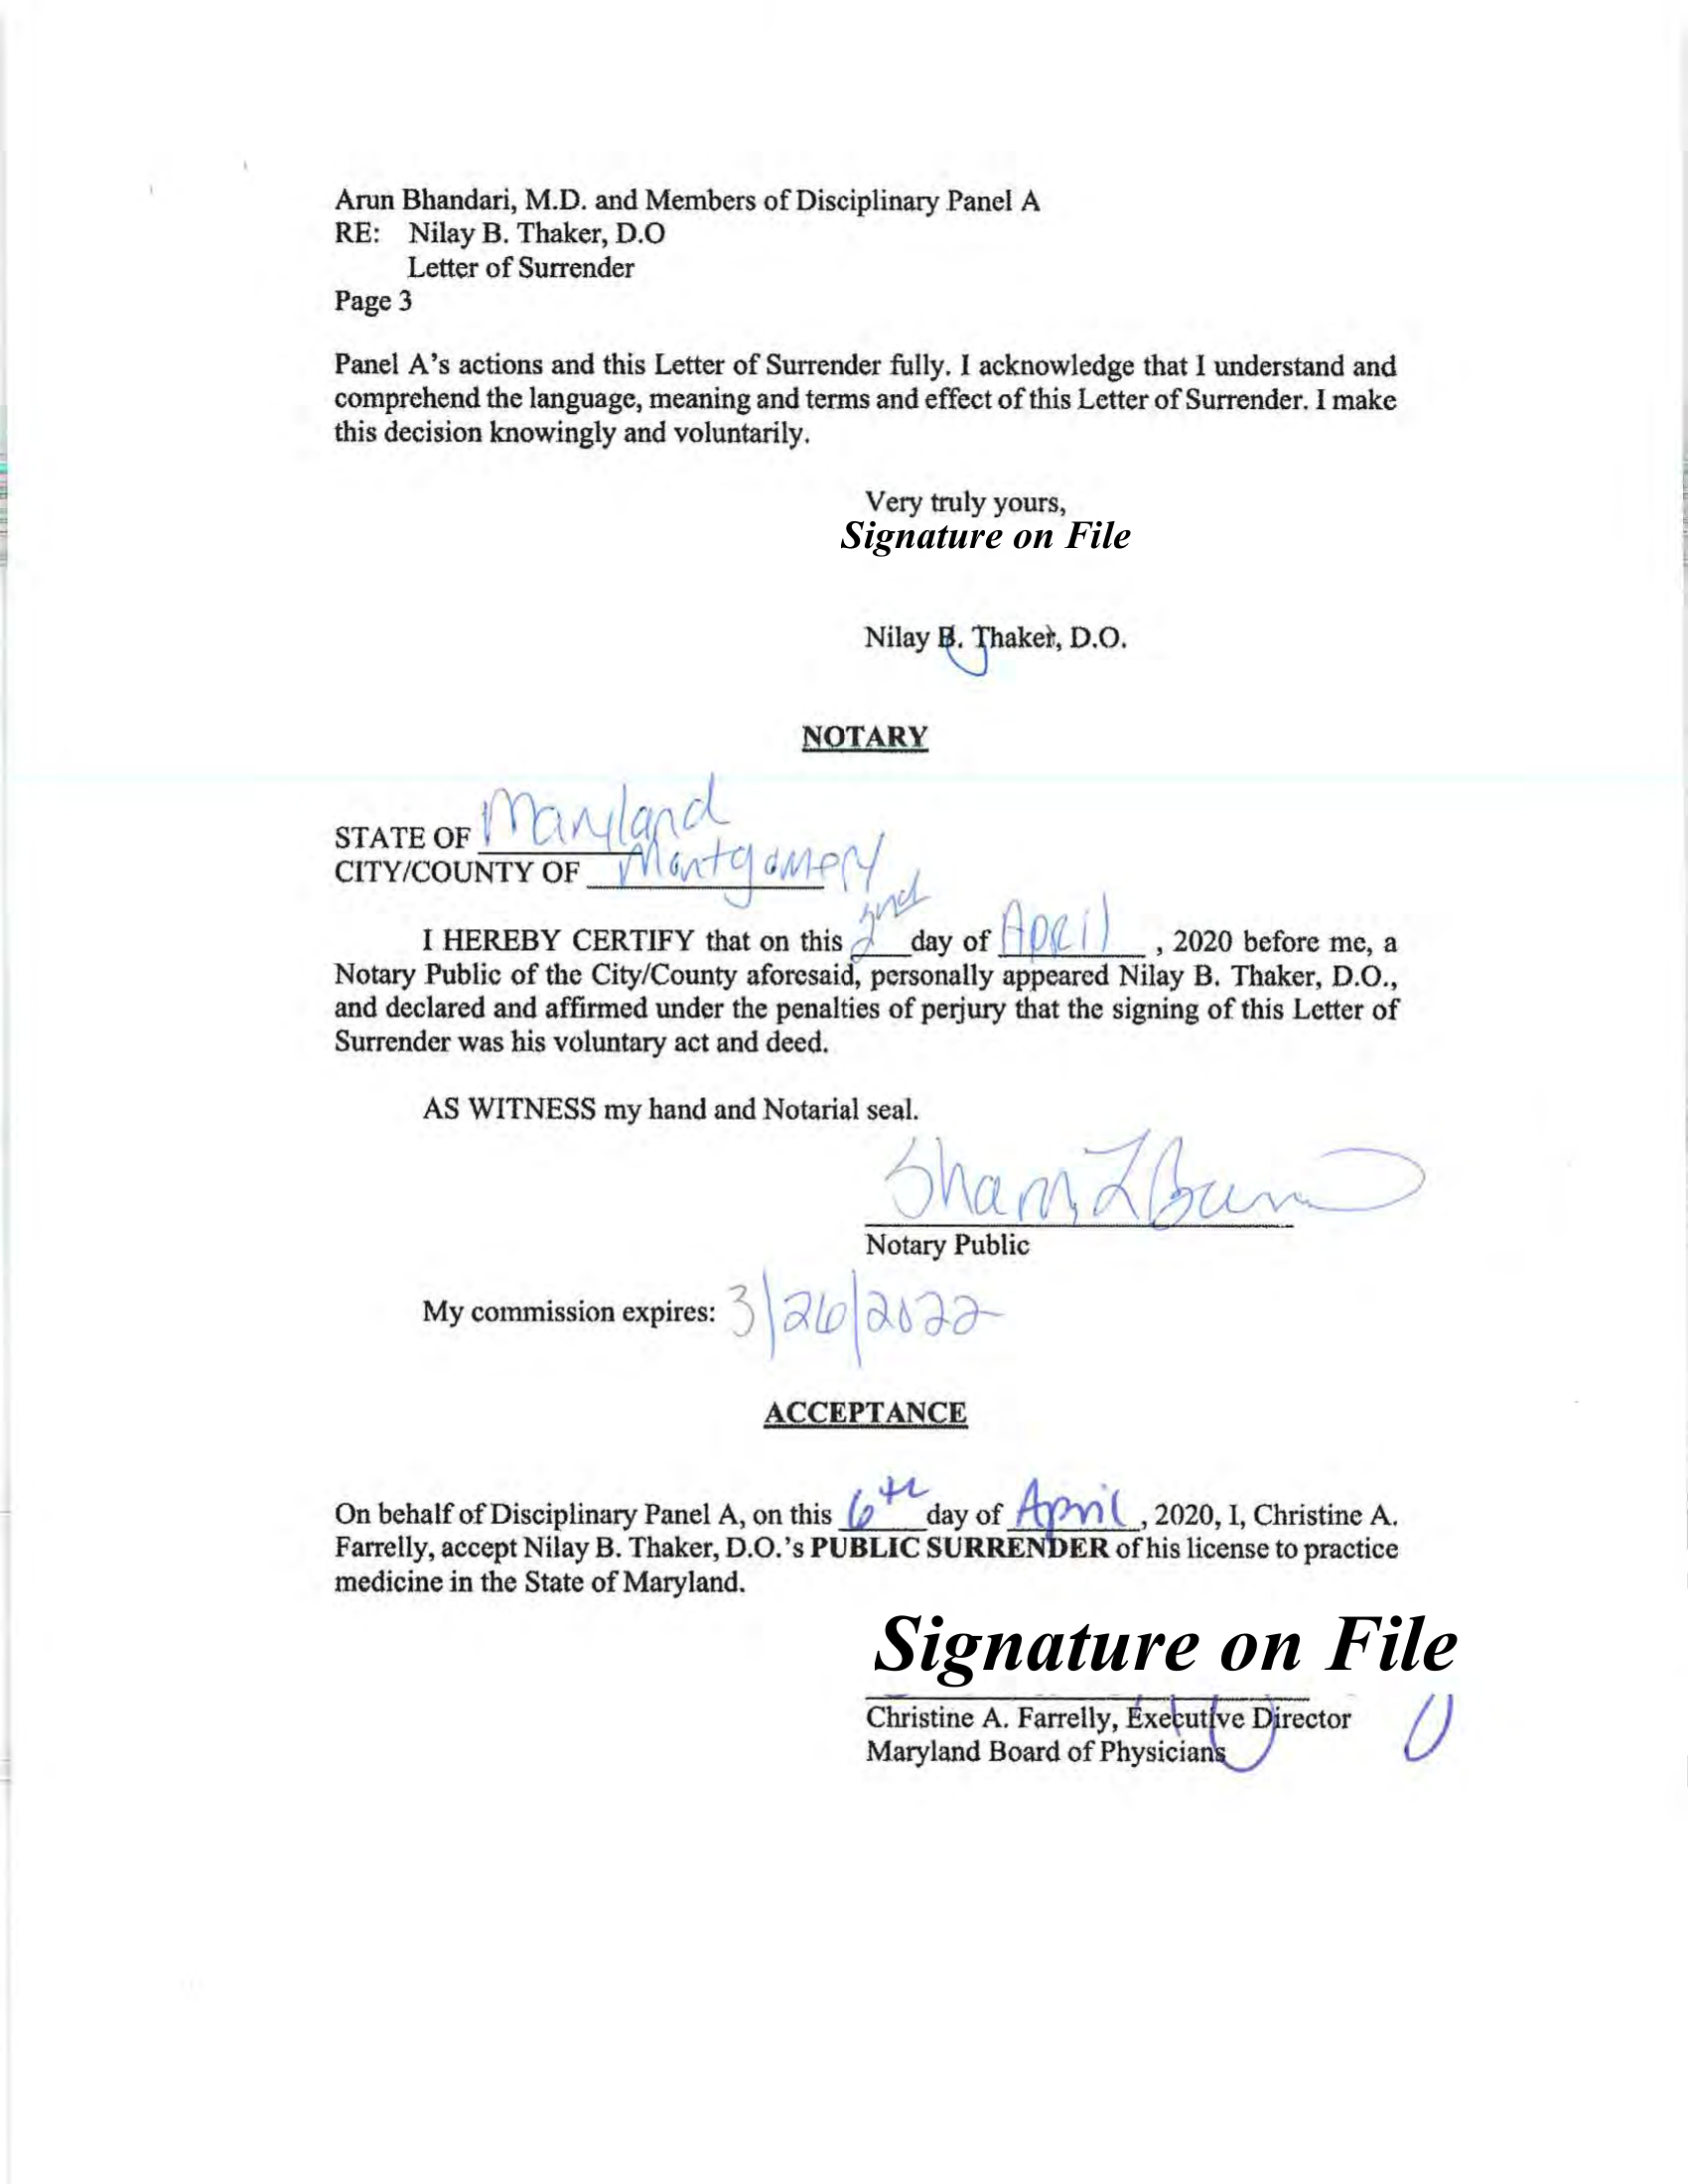 Arun Bhandari, M.D. and Members of Disciplinary Panel A
RE: Nilay B. Thaker, D.O
Letter of Surrender
Page 3
Panel A's actions and this Letter of Surrender fully. I acknowledge that I understand and
comprehend the language, meaning and terms and effect of this Letter of Surrender. I make
this decision knowingly and voluntarily.
Very truly yours,
Signature on File
Nilay B. Thaker, D.O.
NOTARY
STATE OF Maryland
CITY/COUNTY OF Montgomery
I HEREBY CERTIFY that on this 2nd day of April, 2020 before me, a
Notary Public of the City/County aforesaid, personally appeared Nilay B. Thaker, D.O.,
and declared and affirmed under the penalties of perjury that the signing of this Letter of
Surrender was his voluntary act and deed.
AS WITNESS my hand and Notarial seal.
Notary Public
My commission expires: 3/26/2022
ACCEPTANCE
On behalf of Disciplinary Panel A, on this 6th day of April, 2020, I, Christine A.
Farrelly, accept Nilay B. Thaker, D.O.'s PUBLIC SURRENDER of his license to practice
medicine in the State of Maryland.
Signature on File
Christine A. Farrelly, Executive Director
Maryland Board of Physicians